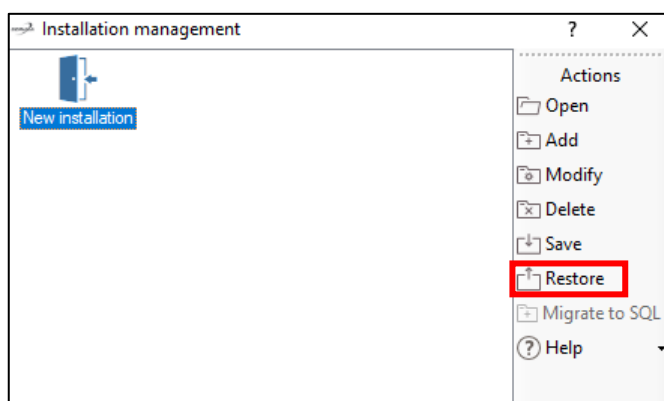 Installation management
?
Actions
New installation
Open
Add
Modify
Delete
Save
Restore
Migrate to SQL
Help